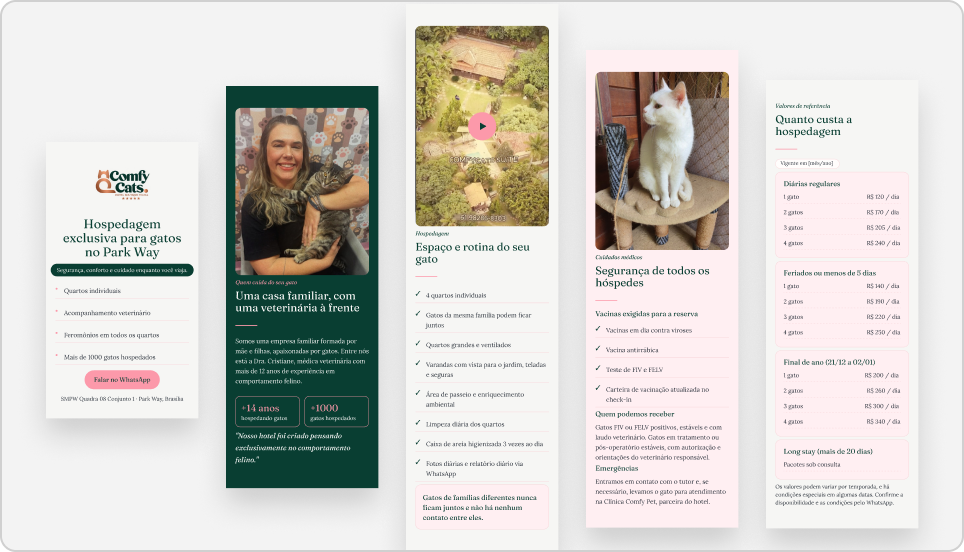 Comfy
Cats.
Hospedagem
exclusiva para gatos
no Park Way
Segurança, conforto e cuidado enquanto você viaja.
Quartos individuais
Acompanhamento veterinário
Feromônios em todos os quartos
Mais de 1000 gatos hospedados
Falar no WhatsApp
SMPW Quadra 08 Conjunto 1 · Park Way, Brasília
Quem cuida do seu gato
Uma casa familiar, com
uma veterinária à frente
Somos uma empresa familiar formada por
mãe e filhas, apaixonadas por gatos. Entre nós
está a Dra. Cristiane, médica veterinária com
mais de 12 anos de experiência em
comportamento felino.
+14 anos
hospedando gatos
+1000
gatos hospedados
"Nosso hotel foi criado pensando
exclusivamente no comportamento
felino."
Hospedagem
Espaço e rotina do seu
gato
✓ 4 quartos individuais
✓ Gatos da mesma família podem ficar
juntos
✓ Quartos grandes e ventilados
✓ Varandas com vista para o jardim, teladas
e seguras
✓ Área de passeio e enriquecimento
ambiental
✓ Limpeza diária dos quartos
✓ Caixa de areia higienizada 3 vezes ao dia
✓ Fotos diárias e relatório diário via
WhatsApp
Gatos de famílias diferentes nunca
ficam juntos e não há nenhum
contato entre eles.
Cuidados médicos
Segurança de todos os
hóspedes
Vacinas exigidas para a reserva
✓ Vacinas em dia contra viroses
✓ Vacina antirrábica
✓ Teste de FIV e FELV
✓ Carteira de vacinação atualizada no
check-in
Quem podemos receber
Gatos FIV ou FELV positivos, estáveis e com
laudo veterinário. Gatos em tratamento ou
pós-operatório estáveis, com autorização e
orientações do veterinário responsável.
Emergências
Entramos em contato com o tutor e, se
necessário, levamos o gato para atendimento
na Clínica Comfy Pet, parceira do hotel.
Valores de referência
Quanto custa a
hospedagem
Vigente em [mês/ano]
Diárias regulares
1 gato R$ 120 / dia
2 gatos R$ 170 / dia
3 gatos R$ 205 / dia
4 gatos R$ 240 / dia
Feriados ou menos de 5 dias
1 gato R$ 140 / dia
2 gatos R$ 190 / dia
3 gatos R$ 220 / dia
4 gatos R$ 250 / dia
Final de ano (21/12 a 02/01)
1 gato R$ 200 / dia
2 gatos R$ 260 / dia
3 gatos R$ 300 / dia
4 gatos R$ 340 / dia
Long stay (mais de 20 dias)
Pacotes sob consulta
Os valores podem variar por temporada, e há
condições especiais em algumas datas. Confirme a
disponibilidade e as condições pelo WhatsApp.